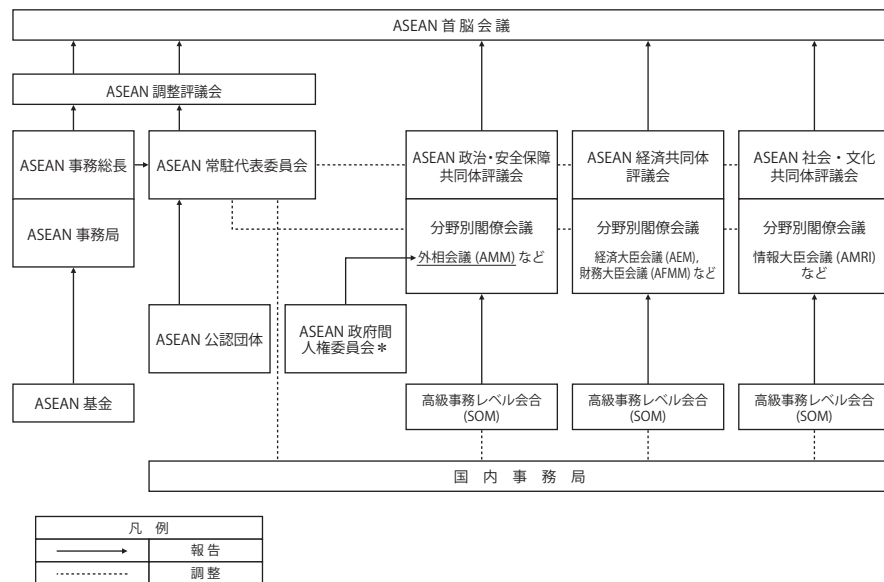 ASEAN 首脳会議
ASEAN 調整評議会
ASEAN 事務総長
ASEAN 常駐代表委員会
ASEAN 政治・安全保障
共同体評議会
ASEAN 経済共同体
評議会
ASEAN 社会・文化
共同体評議会
ASEAN 事務局
分野別閣僚会議
外相会議 (AMM) など
分野別閣僚会議
経済大臣会議 (AEM),
財務大臣会議 (AFMM) など
分野別閣僚会議
情報大臣会議 (AMRI)
など
ASEAN 公認団体
ASEAN 政府間
人権委員会＊
ASEAN 基金
高級事務レベル会合
(SOM)
高級事務レベル会合
(SOM)
高級事務レベル会合
(SOM)
国内事務局
凡例
報告
調整